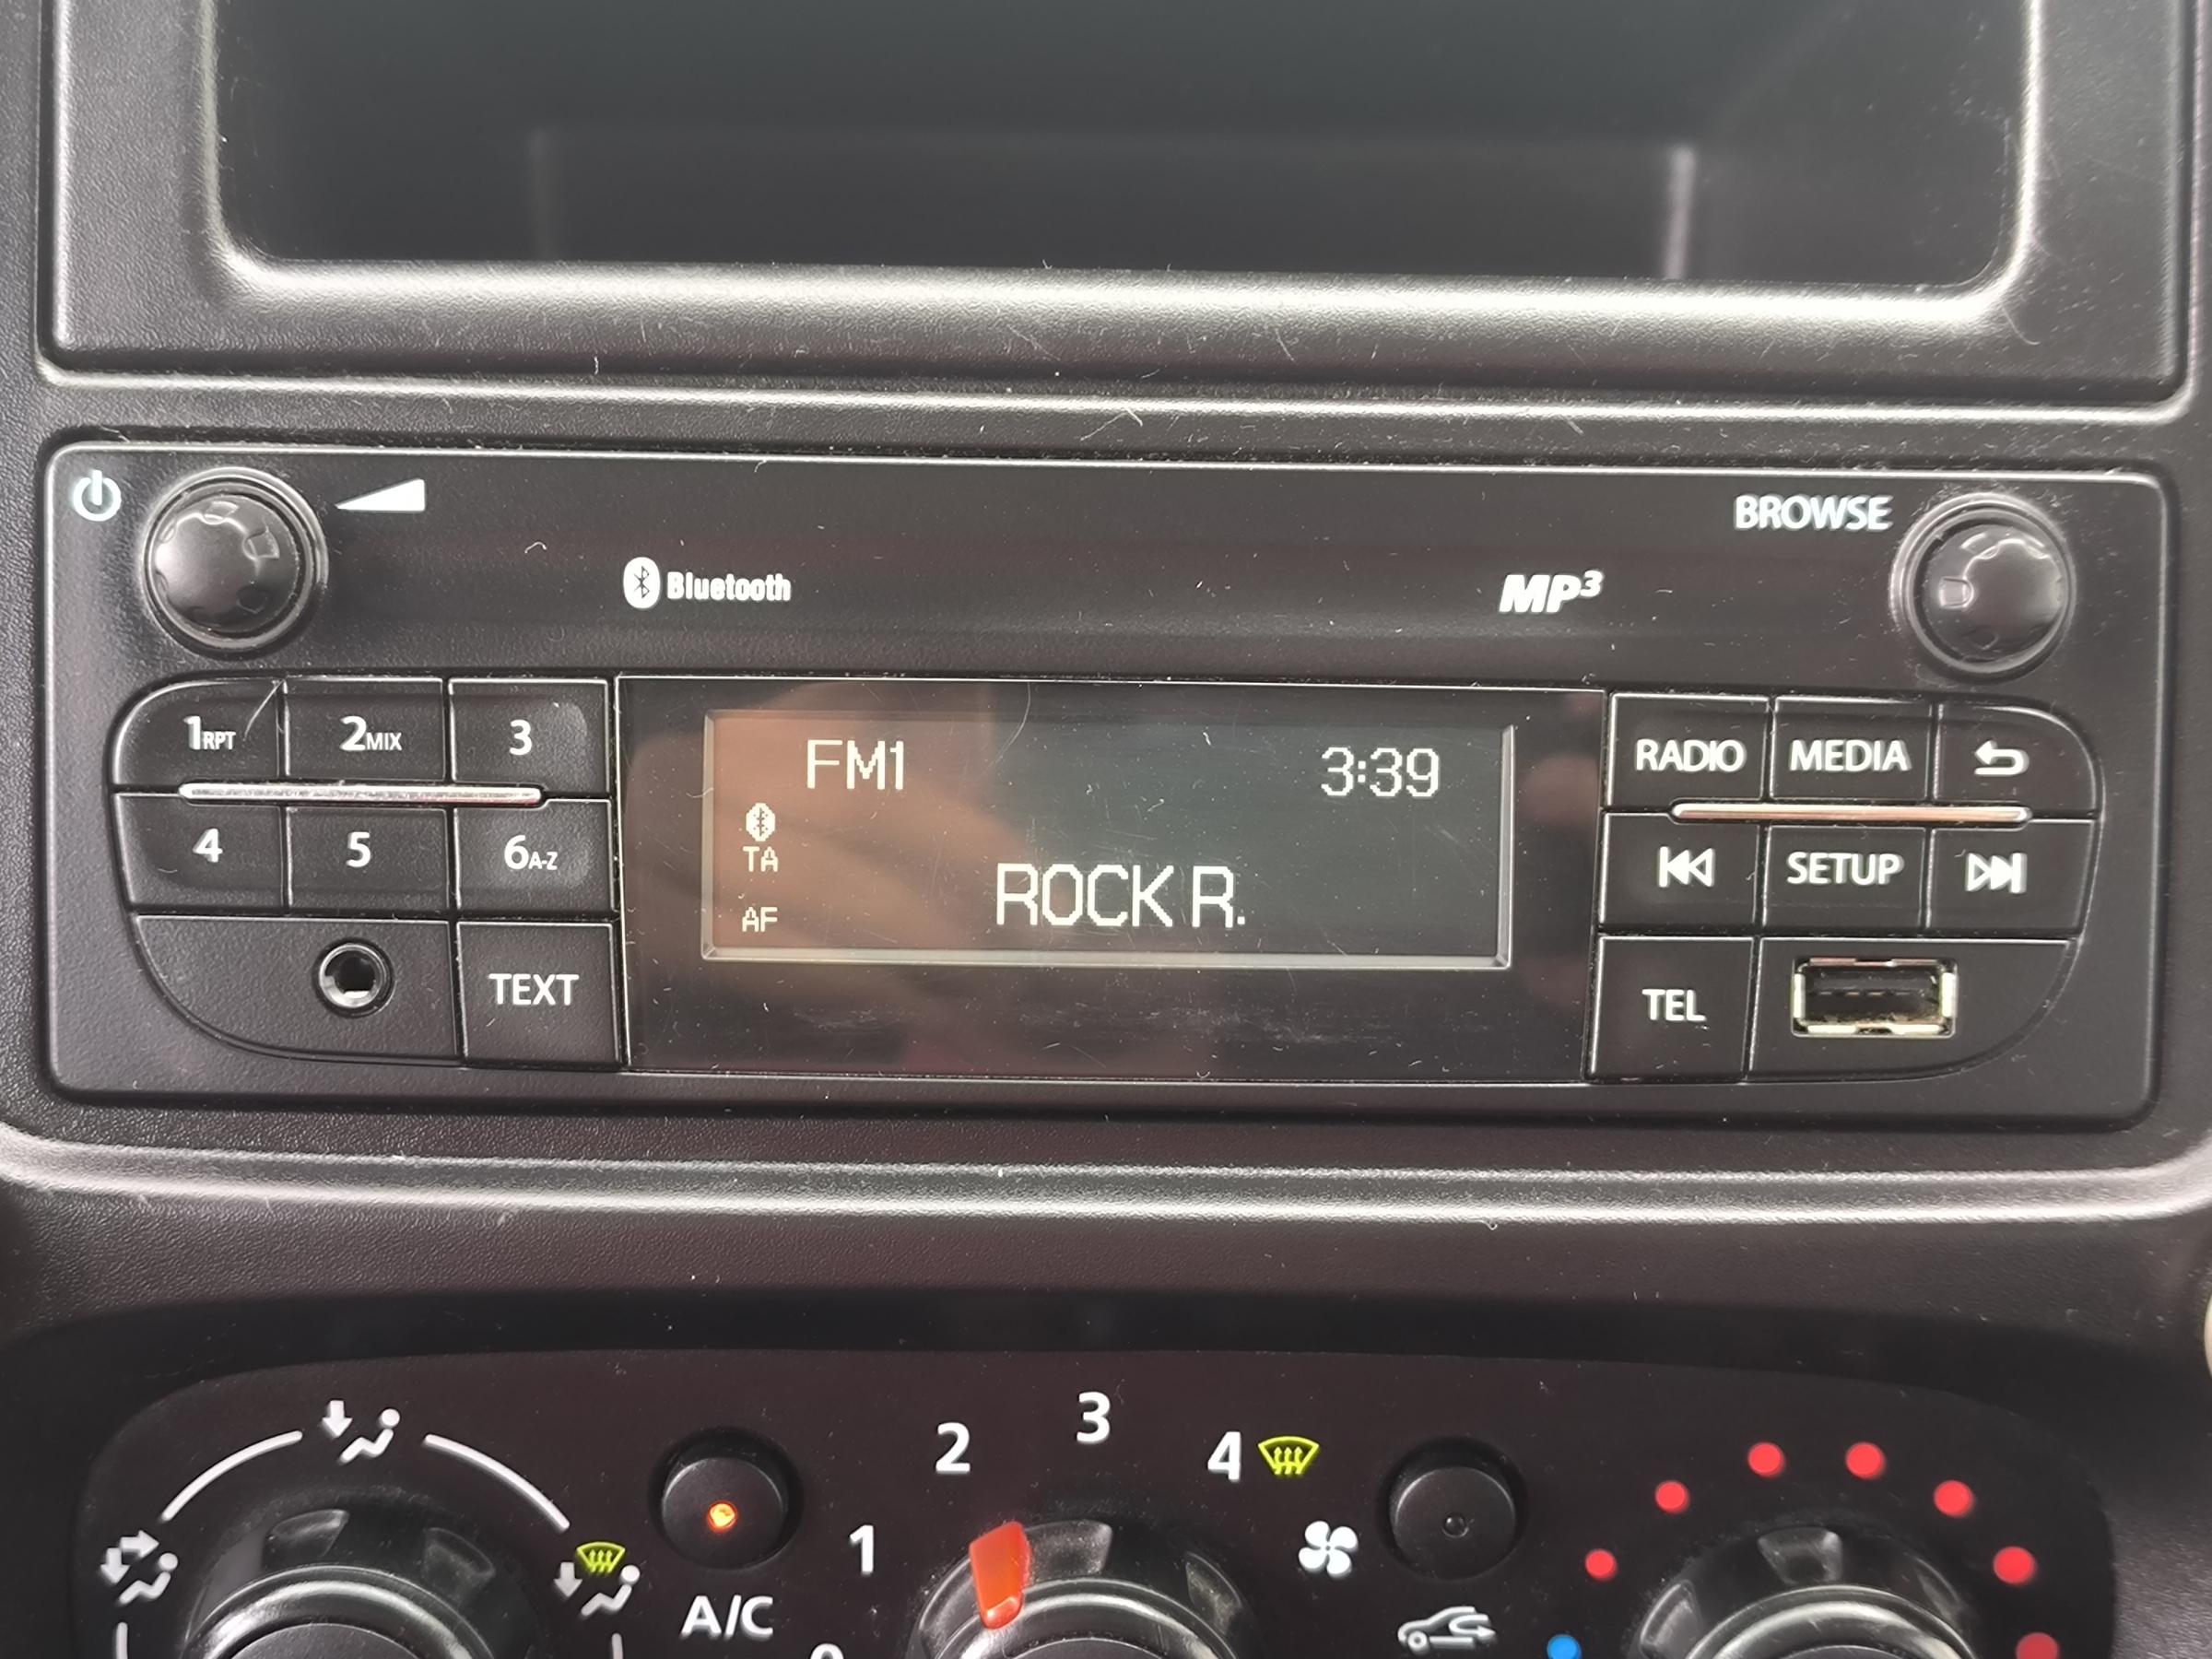 BROWSE
Bluetooth
MP3
1RPT 2MIX 3
FM1 3:39
RADIO MEDIA
4 5 6A-Z
TA
ROCK R.
SETUP
AF
TEXT
TEL
3
2
4
1
A/C
0